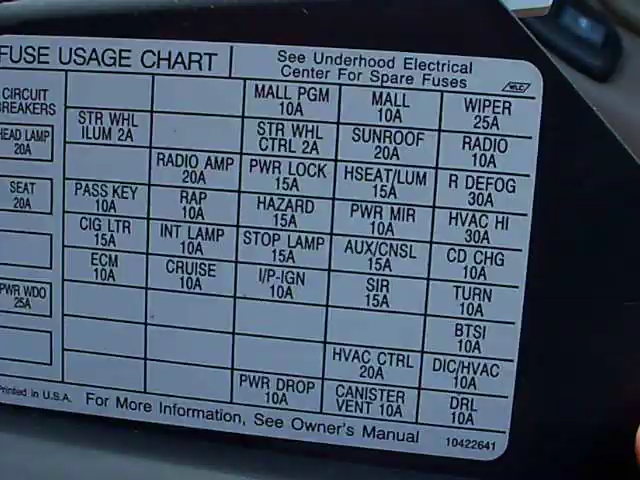 FUSE USAGE CHART
See Underhood Electrical
Center For Spare Fuses
CIRCUIT
BREAKERS
MALL PGM
10A
MALL
10A
WIPER
25A
HEAD LAMP
20A
STR WHL
ILUM 2A
STR WHL
CTRL 2A
SUNROOF
20A
RADIO
10A
RADIO AMP
20A
PWR LOCK
15A
HSEAT/LUM
15A
R DEFOG
30A
SEAT
20A
PASS KEY
10A
RAP
10A
HAZARD
15A
PWR MIR
10A
HVAC HI
30A
CIG LTR
15A
INT LAMP
10A
STOP LAMP
15A
AUX/CNSL
15A
CD CHG
10A
ECM
10A
CRUISE
10A
I/P-IGN
10A
SIR
15A
TURN
10A
PWR WDO
25A
BTSI
10A
HVAC CTRL
20A
DIC/HVAC
10A
PWR DROP
10A
CANISTER
VENT 10A
DRL
10A
Printed in U.S.A.
For More Information, See Owner's Manual
10422641